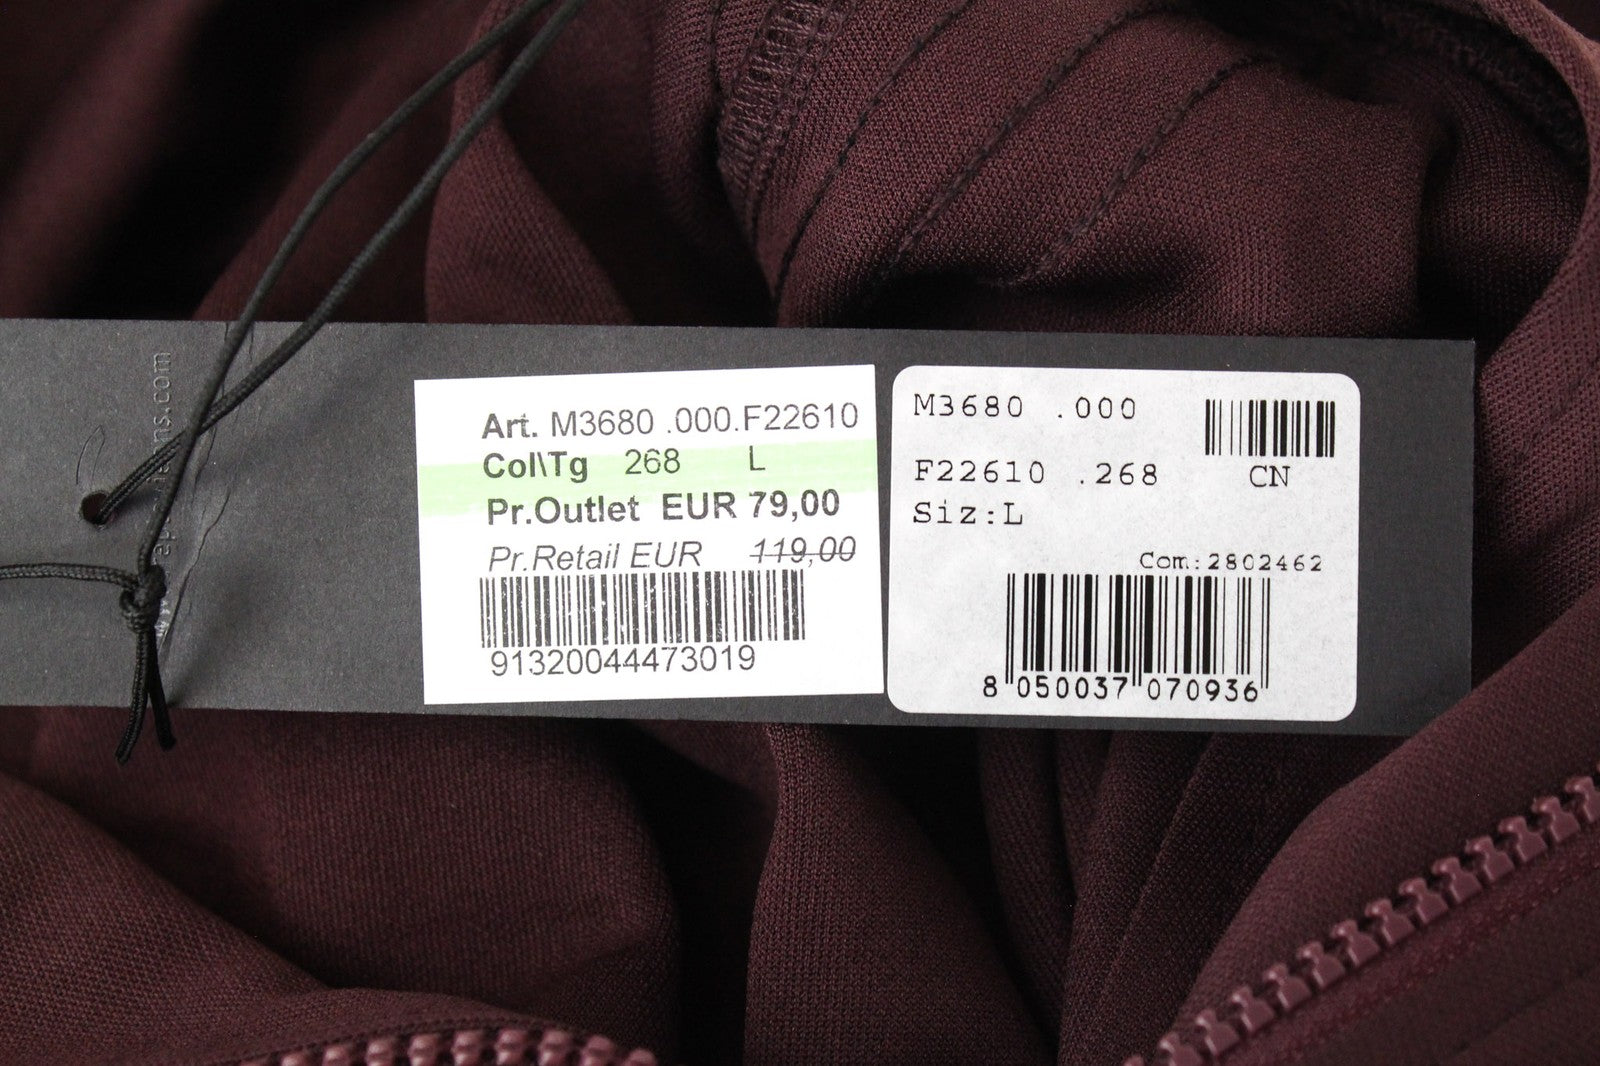 Art. M3680 .000.F22610
Col\Tg 268 L
Pr.Outlet EUR 79,00
Pr.Retail EUR 119,00
91320044473019
M3680 .000
F22610 .268
CN
Siz:L
Com:2802462
8 050037 070936